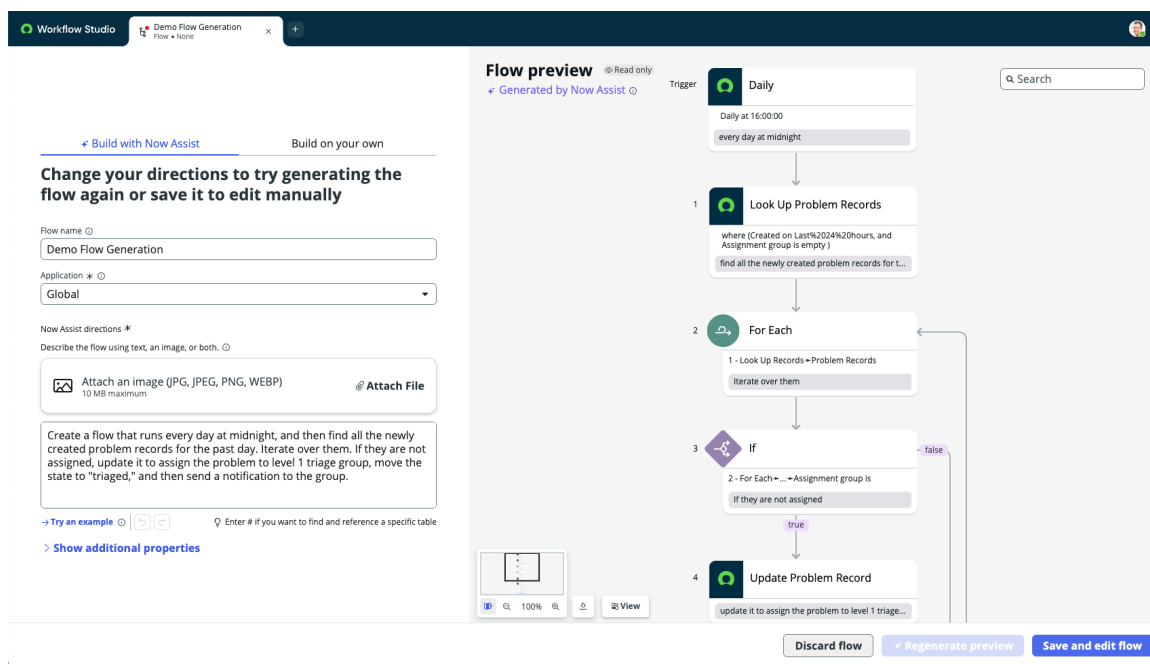 Workflow Studio
Demo Flow Generation
Flow • None
Build with Now Assist
Build on your own
Change your directions to try generating the
flow again or save it to edit manually
Flow name
Demo Flow Generation
Application *
Global
Now Assist directions *
Describe the flow using text, an image, or both.
Attach an image (JPG, JPEG, PNG, WEBP)
10 MB maximum
Attach File
Create a flow that runs every day at midnight, and then find all the newly
created problem records for the past day. Iterate over them. If they are not
assigned, update it to assign the problem to level 1 triage group, move the
state to "triaged," and then send a notification to the group.
Try an example
Enter # if you want to find and reference a specific table
Show additional properties
Flow preview
Read only
Generated by Now Assist
Search
Trigger
Daily
Daily at 16:00:00
every day at midnight
1
Look Up Problem Records
where (Created on Last%2024%20hours, and
Assignment group is empty )
find all the newly created problem records for t...
2
For Each
1 - Look Up Records➛Problem Records
Iterate over them
3
If
false
2 - For Each➛...➛Assignment group is
If they are not assigned
true
4
Update Problem Record
update it to assign the problem to level 1 triage...
100%
View
Discard flow
Regenerate preview
Save and edit flow